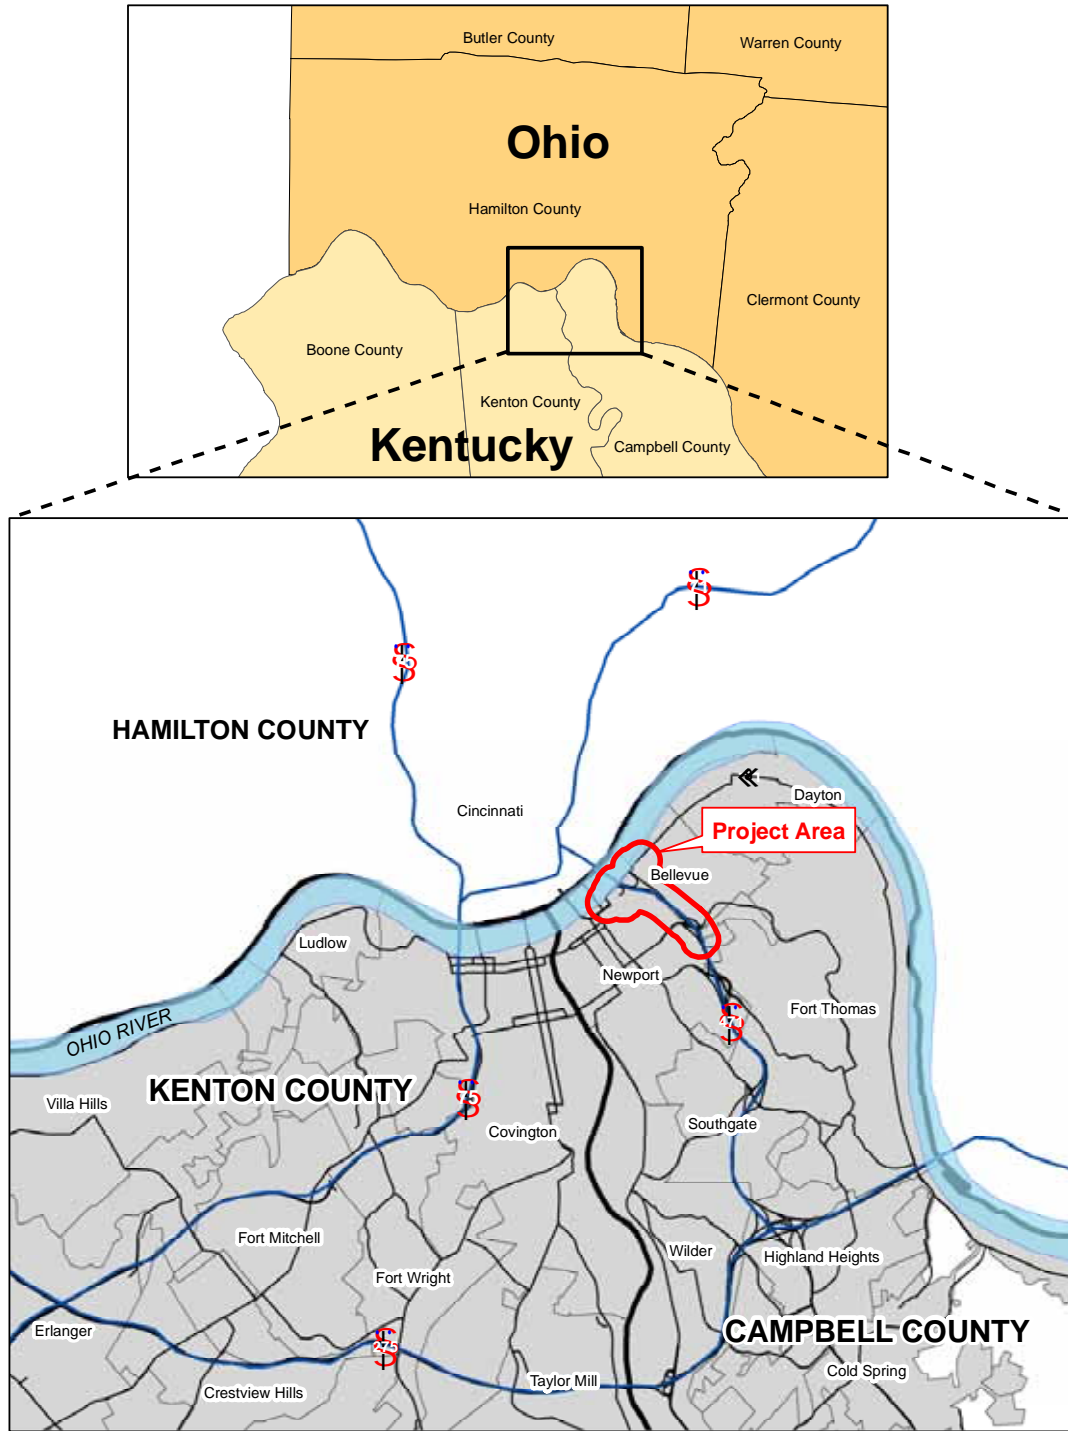 Butler County
Warren County
Ohio
Hamilton County
Clermont County
Boone County
Kenton County
Kentucky
Campbell County
HAMILTON COUNTY
Cincinnati
Dayton
Project Area
Bellevue
Ludlow
Newport
Fort Thomas
OHIO RIVER
KENTON COUNTY
Villa Hills
Covington
Southgate
Fort Mitchell
Wilder
Highland Heights
Fort Wright
Erlanger
CAMPBELL COUNTY
Cold Spring
Taylor Mill
Crestview Hills